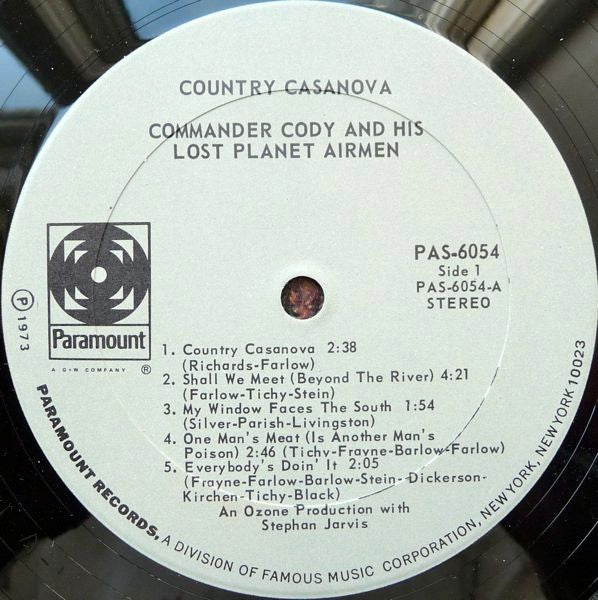 COUNTRY CASANOVA
COMMANDER CODY AND HIS
LOST PLANET AIRMEN
Paramount
A G+W COMPANY ®
Ⓟ 1973
PAS-6054
Side 1
PAS-6054-A
STEREO
1. Country Casanova 2:38
(Richards-Farlow)
2. Shall We Meet (Beyond The River) 4:21
(Farlow-Tichy-Stein)
3. My Window Faces The South 1:54
(Silver-Parish-Livingston)
4. One Man's Meat (Is Another Man's
Poison) 2:46 (Tichy-Frayne-Barlow-Farlow)
5. Everybody's Doin' It 2:05
(Frayne-Farlow-Barlow-Stein-Dickerson-
Kirchen-Tichy-Black)
An Ozone Production with
Stephan Jarvis
PARAMOUNT RECORDS, A DIVISION OF FAMOUS MUSIC CORPORATION, NEW YORK, NEW YORK 10023